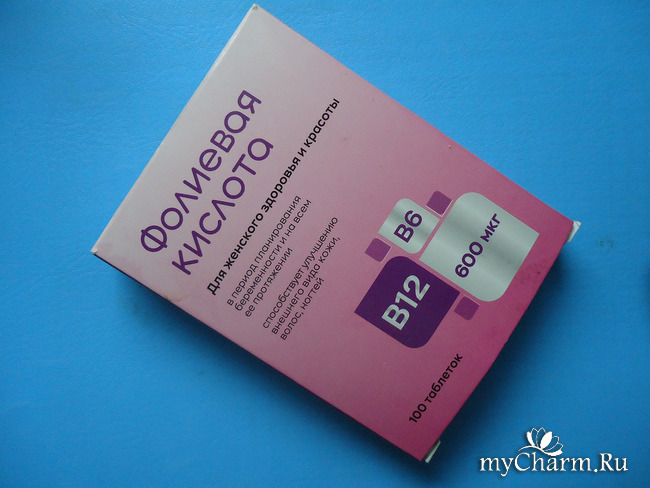 Фолиевая
кислота
Для женского здоровья и красоты
в период планирования
беременности и на всем
ее протяжении
способствует улучшению
внешнего вида кожи,
волос, ногтей
B6
B12
600 мкг
100 таблеток
myCharm.Ru